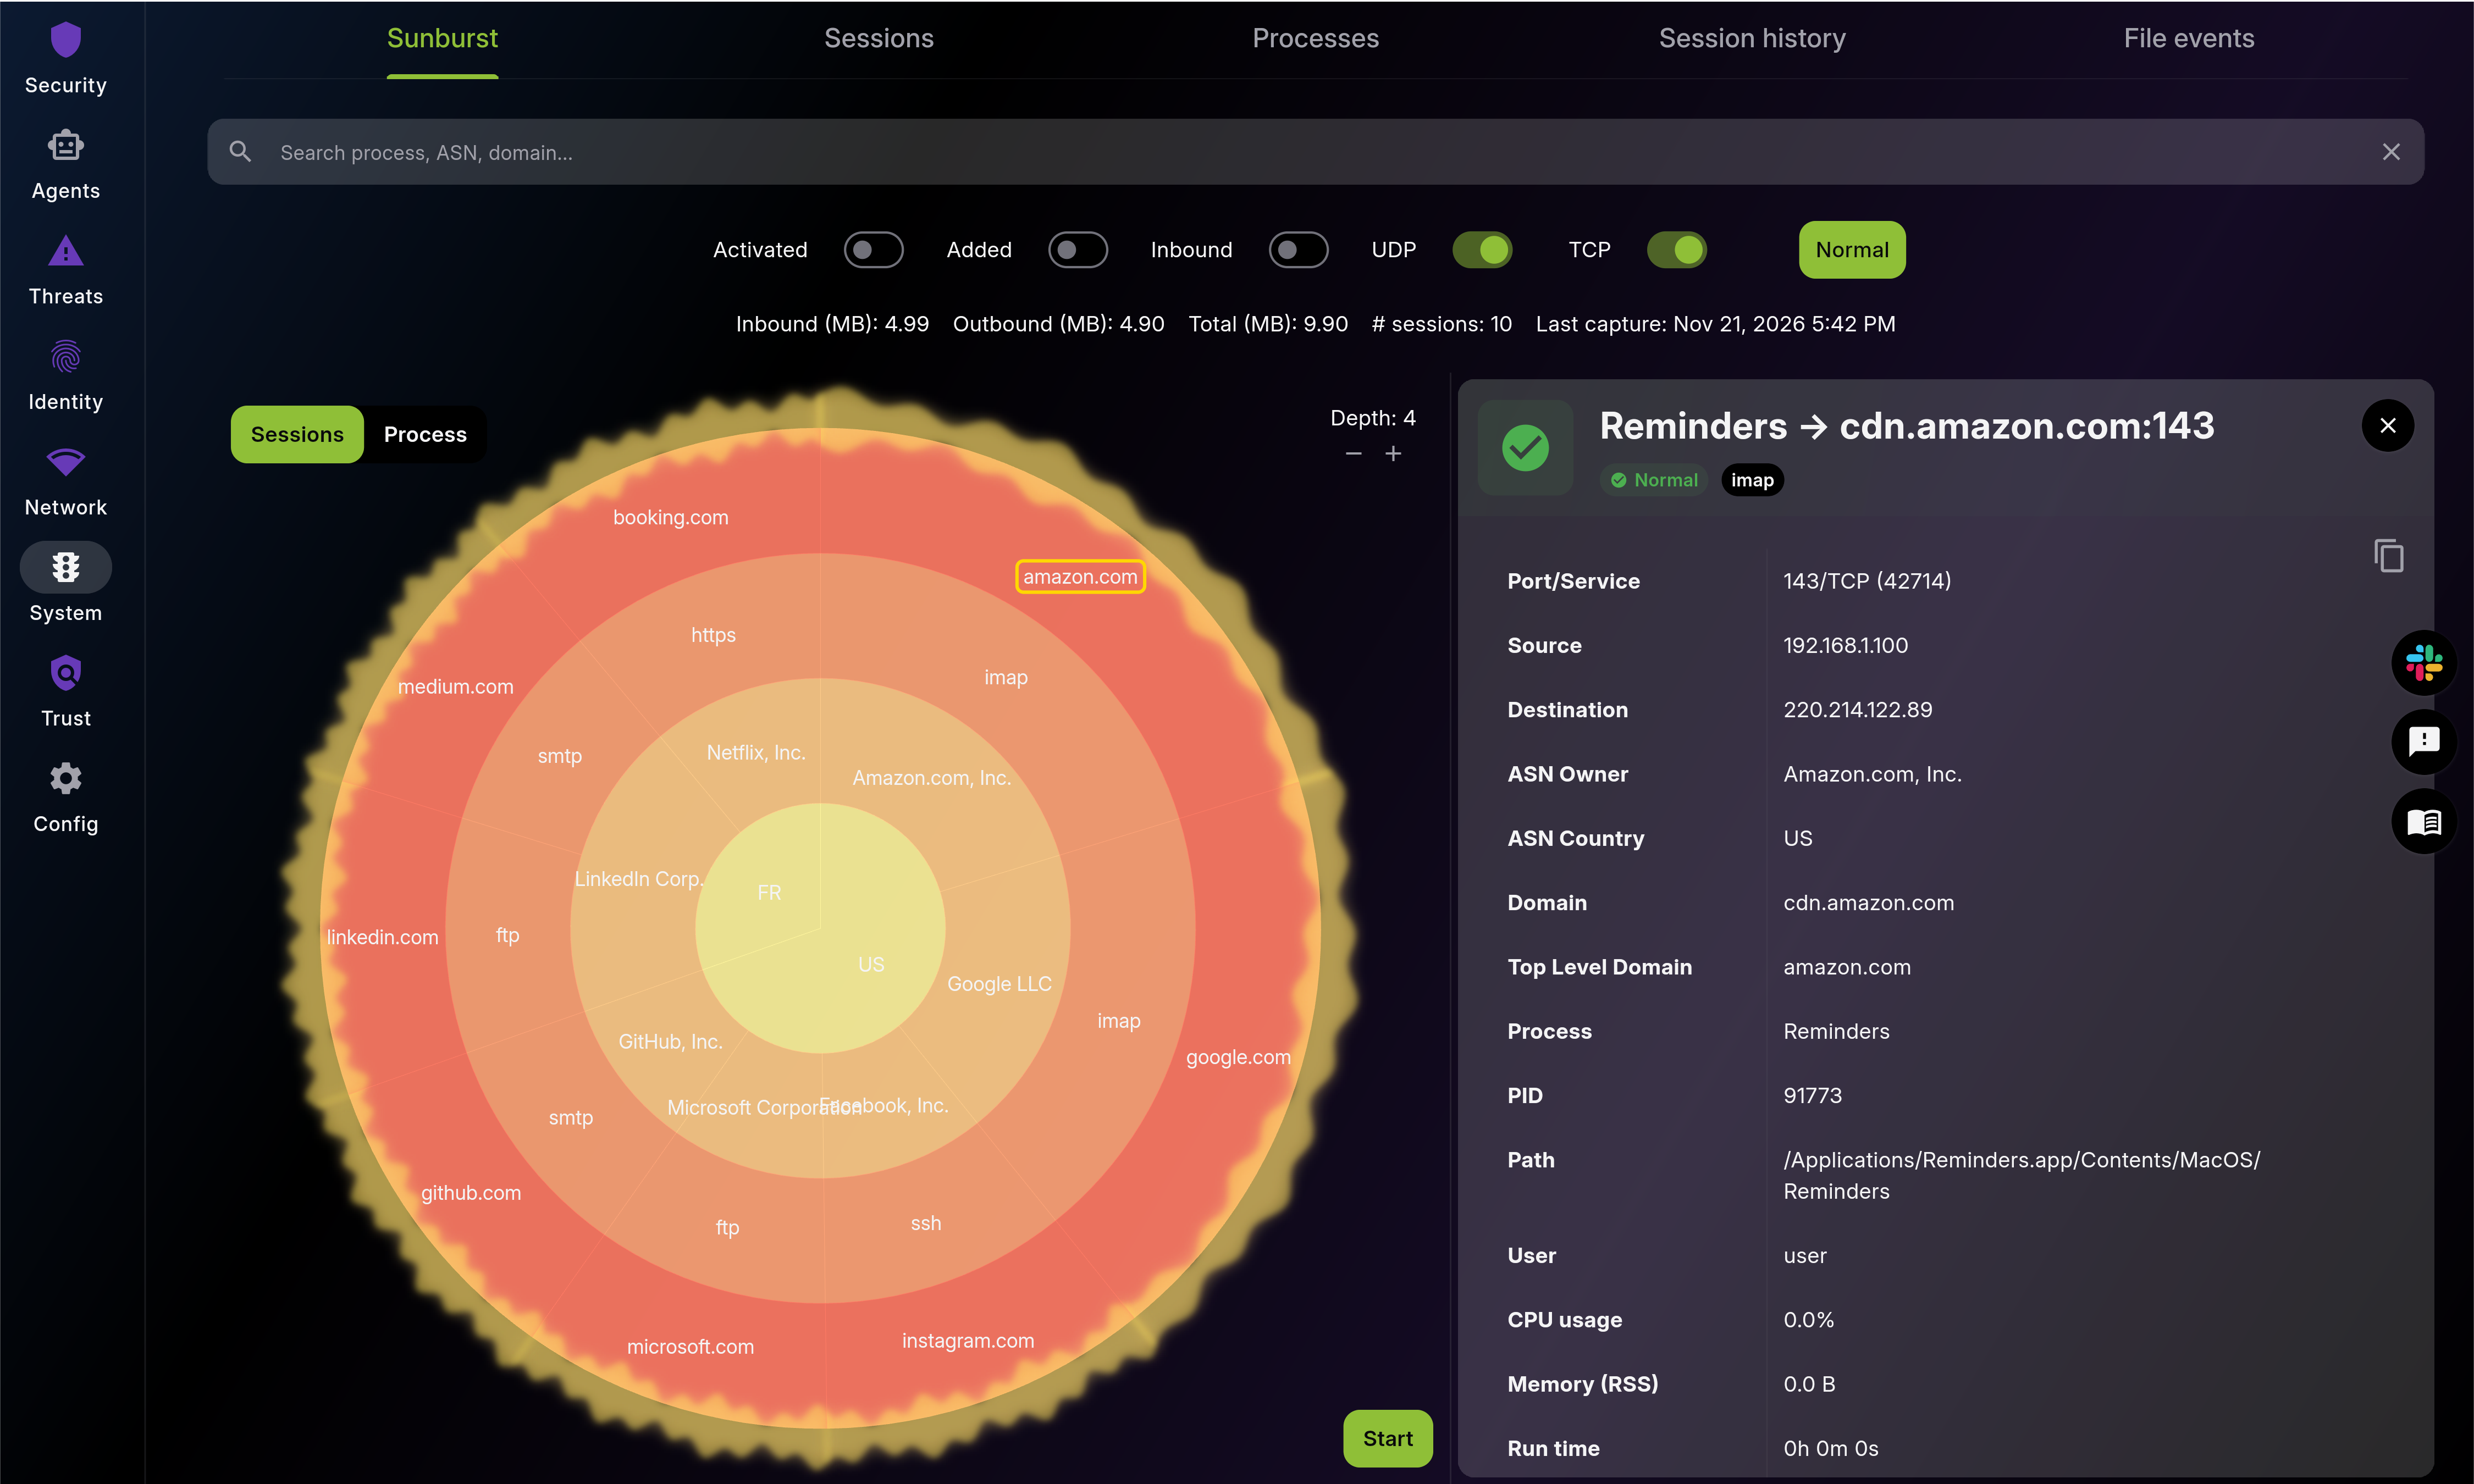 Security
Agents
Threats
Identity
Network
System
Trust
Config
Sunburst
Sessions
Processes
Session history
File events
Search process, ASN, domain...
Activated
Added
Inbound
UDP
TCP
Normal
Inbound (MB): 4.99 Outbound (MB): 4.90 Total (MB): 9.90 # sessions: 10 Last capture: Nov 21, 2026 5:42 PM
Sessions
Process
Depth: 4
booking.com
amazon.com
https
imap
medium.com
smtp
Netflix, Inc.
Amazon.com, Inc.
LinkedIn Corp.
FR
linkedin.com
ftp
US
Google LLC
imap
GitHub, Inc.
google.com
Microsoft Corporation
Facebook, Inc.
smtp
github.com
ftp
ssh
microsoft.com
instagram.com
Start
Reminders → cdn.amazon.com:143
Normal
imap
Port/Service 143/TCP (42714)
Source 192.168.1.100
Destination 220.214.122.89
ASN Owner Amazon.com, Inc.
ASN Country US
Domain cdn.amazon.com
Top Level Domain amazon.com
Process Reminders
PID 91773
Path /Applications/Reminders.app/Contents/MacOS/
Reminders
User user
CPU usage 0.0%
Memory (RSS) 0.0 B
Run time 0h 0m 0s